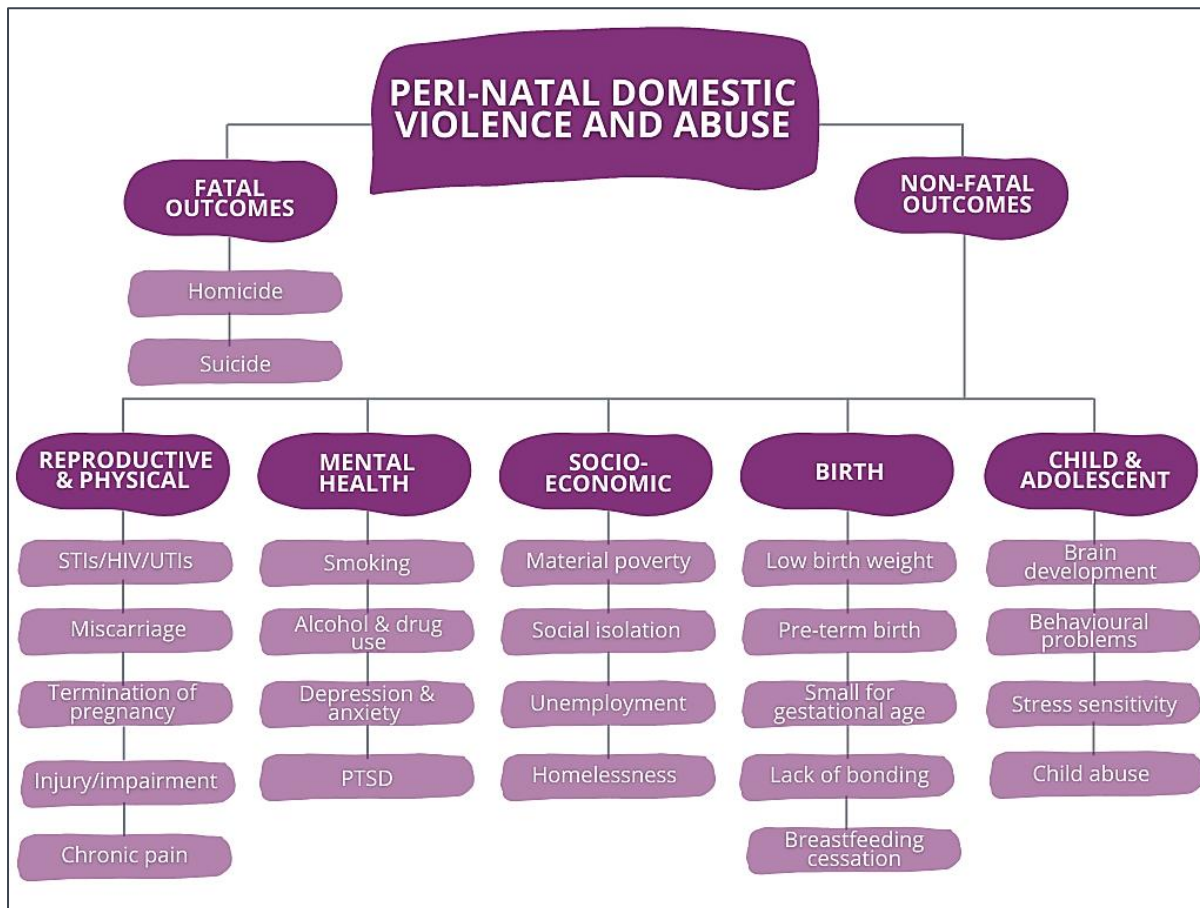 PERI-NATAL DOMESTIC
VIOLENCE AND ABUSE
FATAL
OUTCOMES
Homicide
Suicide
NON-FATAL
OUTCOMES
REPRODUCTIVE
& PHYSICAL
STIs/HIV/UTIs
Miscarriage
Termination of
pregnancy
Injury/impairment
Chronic pain
MENTAL
HEALTH
Smoking
Alcohol & drug
use
Depression &
anxiety
PTSD
SOCIO-
ECONOMIC
Material poverty
Social isolation
Unemployment
Homelessness
BIRTH
Low birth weight
Pre-term birth
Small for
gestational age
Lack of bonding
Breastfeeding
cessation
CHILD &
ADOLESCENT
Brain
development
Behavioural
problems
Stress sensitivity
Child abuse